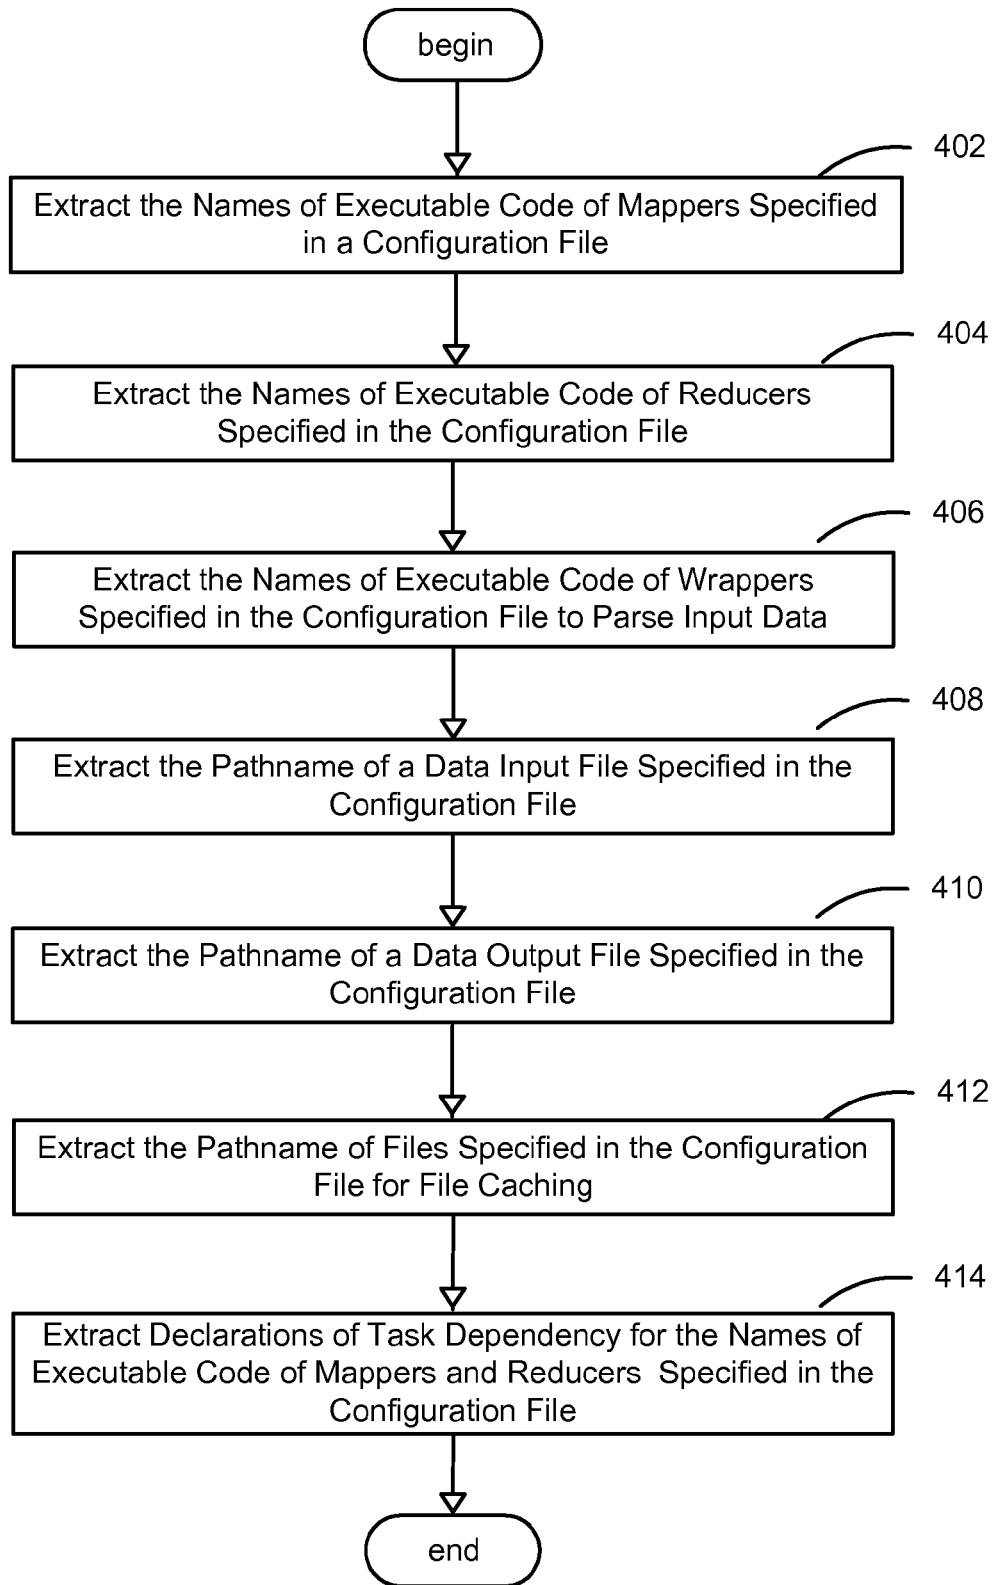 begin
402
Extract the Names of Executable Code of Mappers Specified
in a Configuration File
404
Extract the Names of Executable Code of Reducers
Specified in the Configuration File
406
Extract the Names of Executable Code of Wrappers
Specified in the Configuration File to Parse Input Data
408
Extract the Pathname of a Data Input File Specified in the
Configuration File
410
Extract the Pathname of a Data Output File Specified in the
Configuration File
412
Extract the Pathname of Files Specified in the Configuration
File for File Caching
414
Extract Declarations of Task Dependency for the Names of
Executable Code of Mappers and Reducers  Specified in the
Configuration File
end